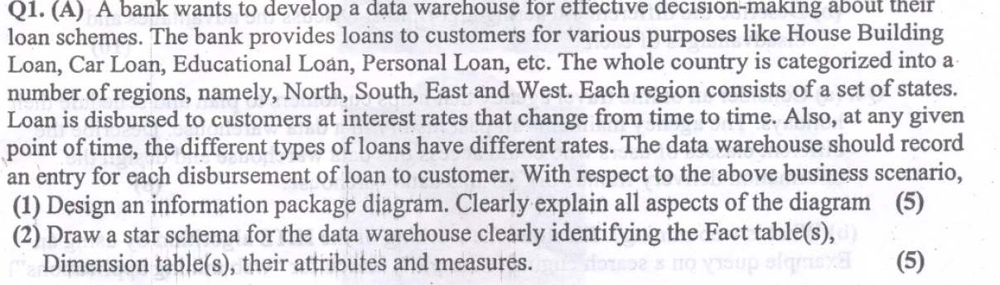 Q1. (A) A bank wants to develop a data warehouse for effective decision-making about their
loan schemes. The bank provides loans to customers for various purposes like House Building
Loan, Car Loan, Educational Loan, Personal Loan, etc. The whole country is categorized into a
number of regions, namely, North, South, East and West. Each region consists of a set of states.
Loan is disbursed to customers at interest rates that change from time to time. Also, at any given
point of time, the different types of loans have different rates. The data warehouse should record
an entry for each disbursement of loan to customer. With respect to the above business scenario,
(1) Design an information package diagram. Clearly explain all aspects of the diagram (5)
(2) Draw a star schema for the data warehouse clearly identifying the Fact table(s),
Dimension table(s), their attributes and measures. (5)